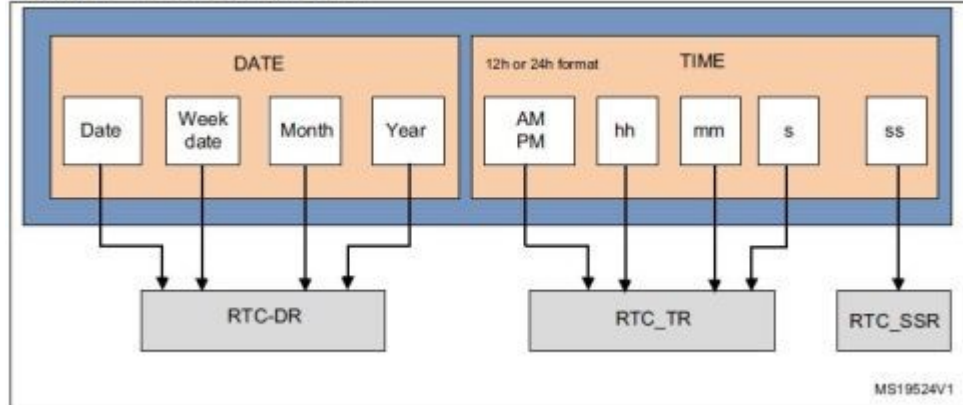 DATE
12h or 24h format
TIME
Date
Week
date
Month
Year
AM
PM
hh
mm
s
ss
RTC-DR
RTC_TR
RTC_SSR
MS19524V1